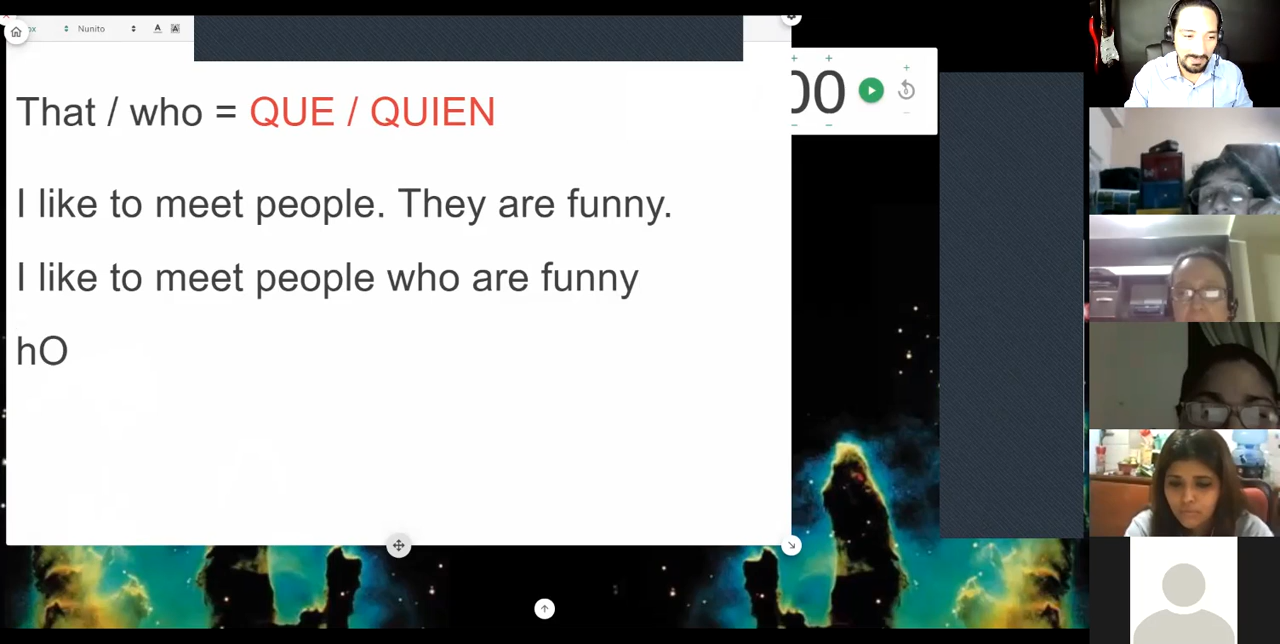 Nunito
A A
That / who = QUE / QUIEN
00
I like to meet people. They are funny.
I like to meet people who are funny
hO